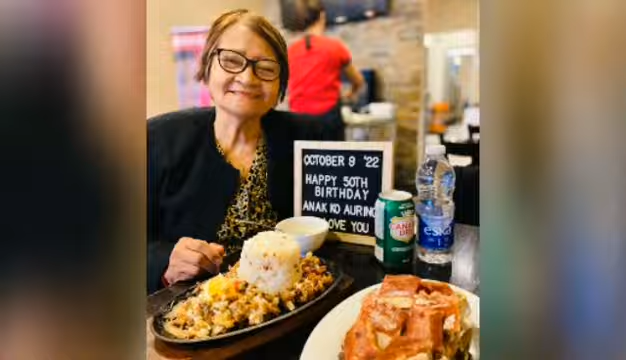 OCTOBER 9 '22
HAPPY 50TH
BIRTHDAY
ANAK KO AURING
LOVE YOU
CANADA
DRY
eska